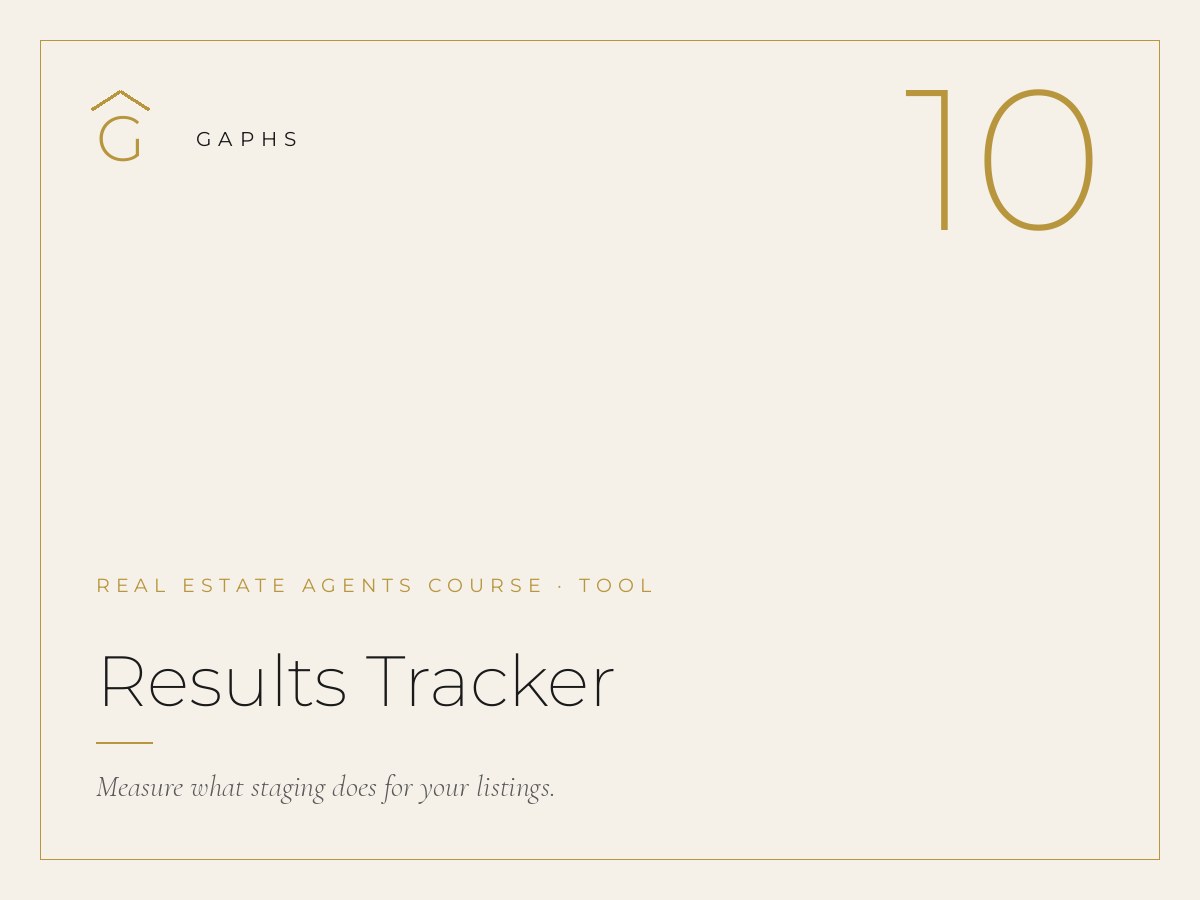 G
GAPHS
10
REAL ESTATE AGENTS COURSE · TOOL
Results Tracker
Measure what staging does for your listings.